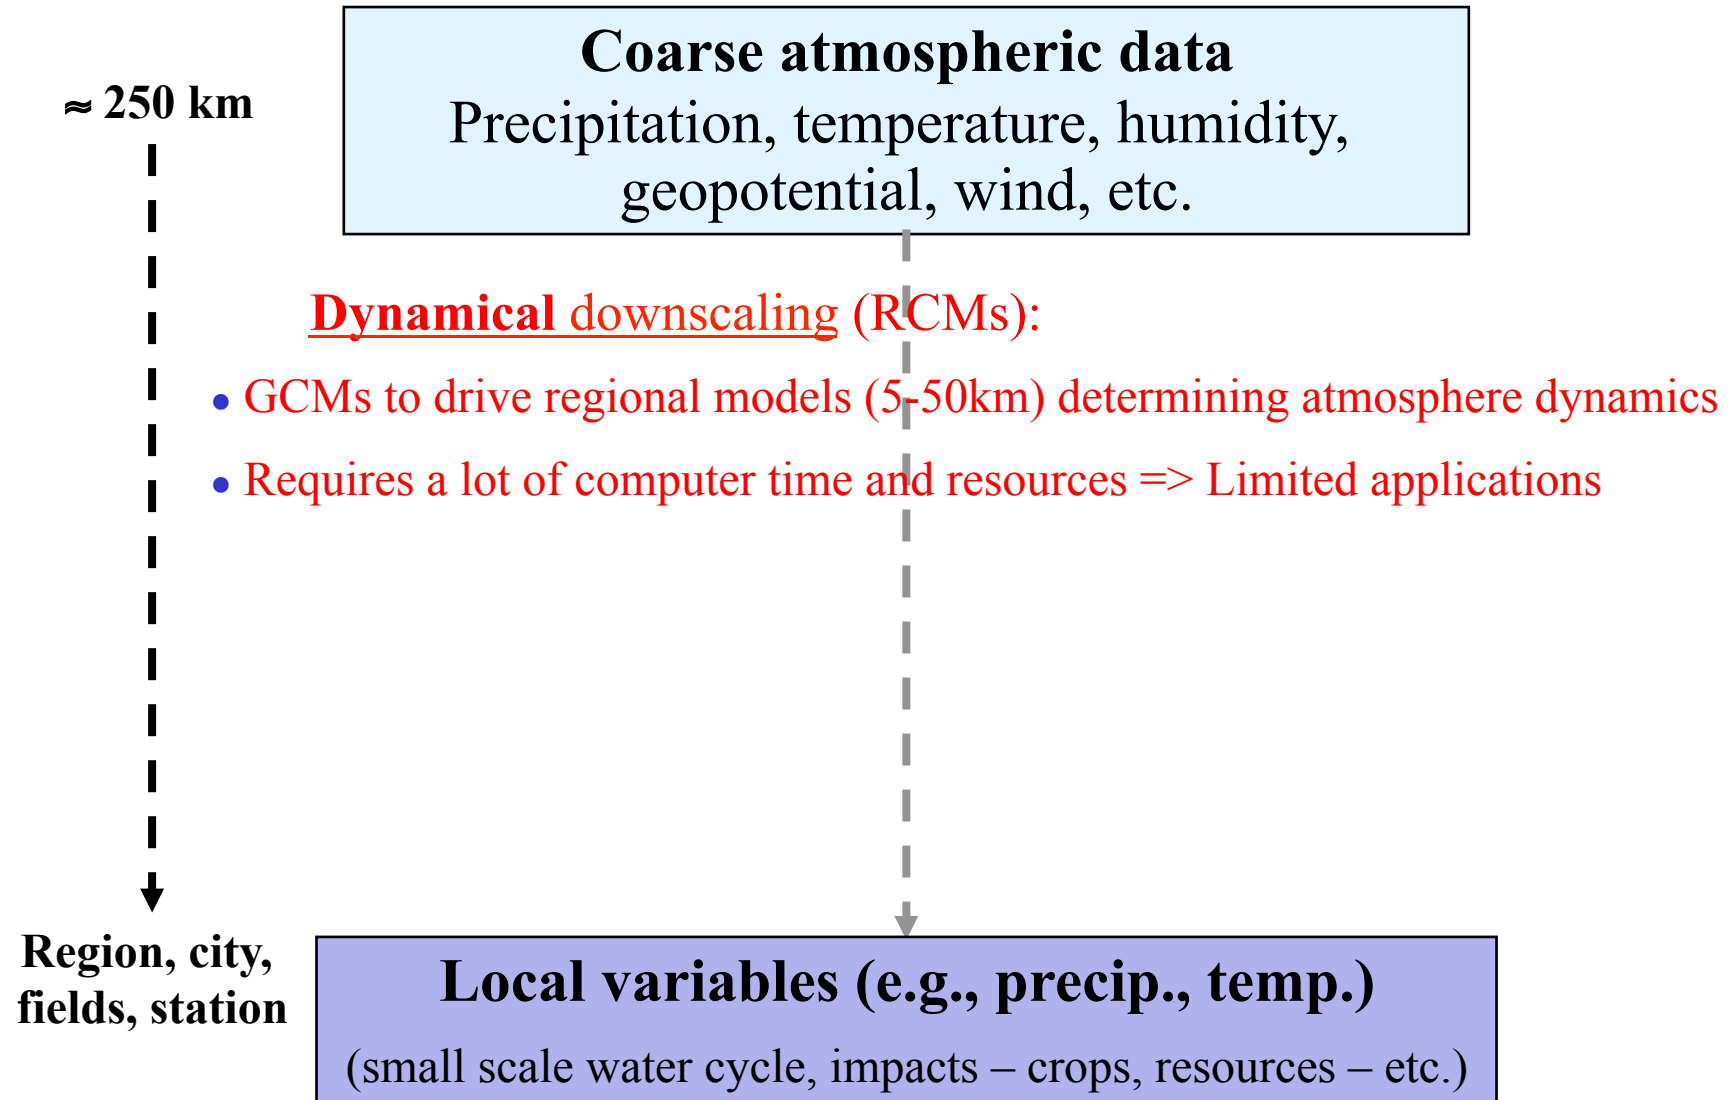 Coarse atmospheric data
≈ 250 km
Precipitation, temperature, humidity,
geopotential, wind, etc.
Dynamical downscaling (RCMs):
• GCMs to drive regional models (5-50km) determining atmosphere dynamics
• Requires a lot of computer time and resources => Limited applications
Region, city,
fields, station
Local variables (e.g., precip., temp.)
(small scale water cycle, impacts – crops, resources – etc.)